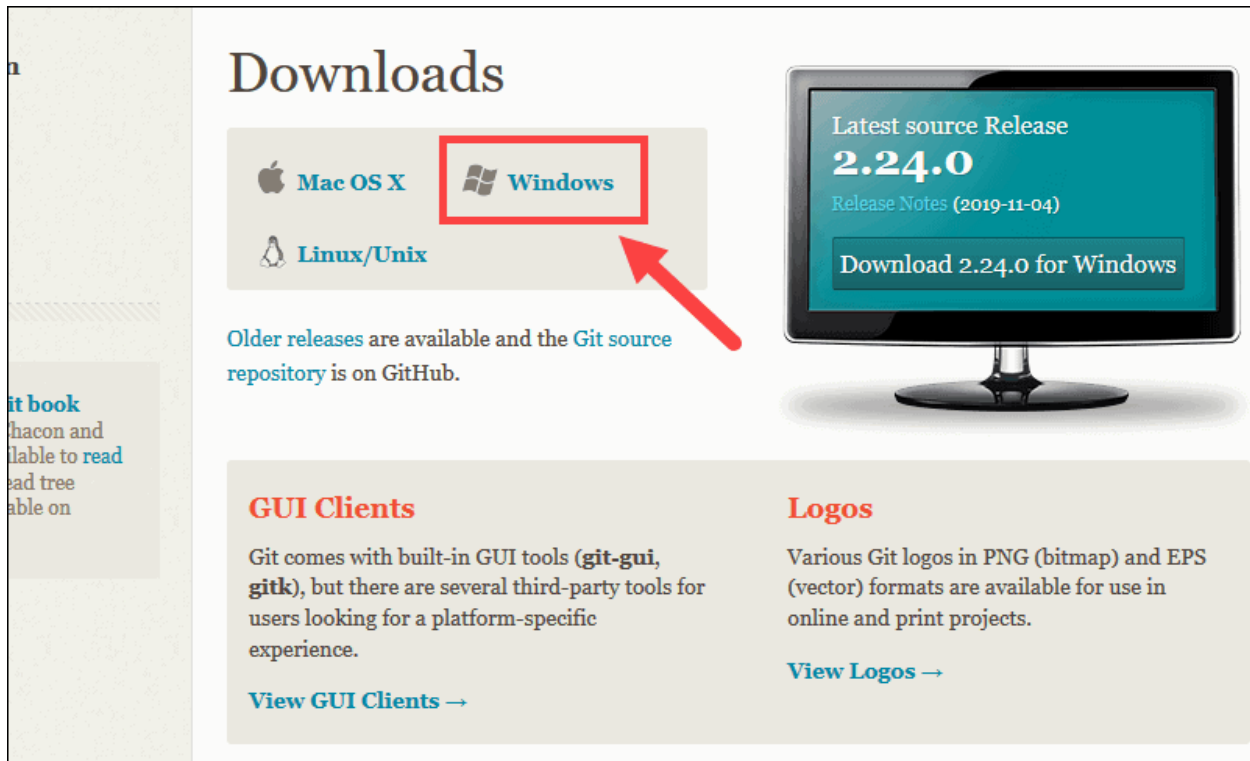 Downloads
Mac OS X
Windows
Linux/Unix
Older releases are available and the Git source
repository is on GitHub.
Latest source Release
2.24.0
Release Notes (2019-11-04)
Download 2.24.0 for Windows
it book
hacon and
ilable to read
ead tree
able on
GUI Clients
Git comes with built-in GUI tools (git-gui,
gitk), but there are several third-party tools for
users looking for a platform-specific
experience.
View GUI Clients →
Logos
Various Git logos in PNG (bitmap) and EPS
(vector) formats are available for use in
online and print projects.
View Logos →